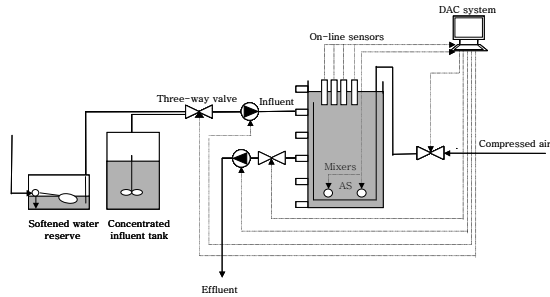 DAC system
On-line sensors
Three-way valve
Influent
Compressed air
Mixers
AS
Softened water
reserve
Concentrated
influent tank
Effluent